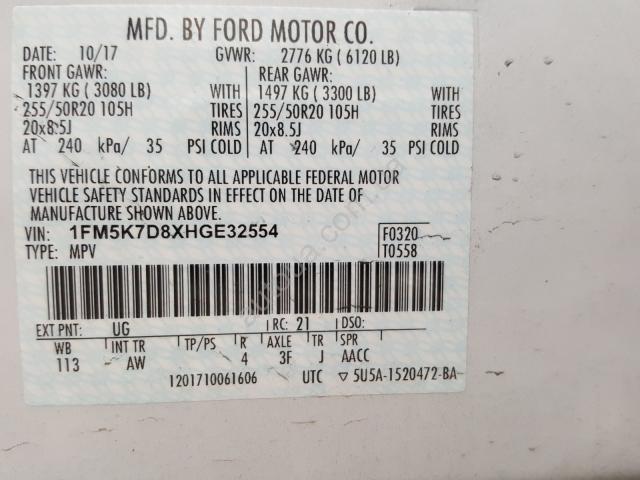 MFD. BY FORD MOTOR CO.
DATE: 10/17 GVWR: 2776 KG ( 6120 LB)
FRONT GAWR: REAR GAWR:
1397 KG ( 3080 LB) WITH 1497 KG ( 3300 LB) WITH
255/50R20 105H TIRES 255/50R20 105H TIRES
20x8.5J RIMS 20x8.5J RIMS
AT 240 kPa/ 35 PSI COLD AT 240 kPa/ 35 PSI COLD
THIS VEHICLE CONFORMS TO ALL APPLICABLE FEDERAL MOTOR
VEHICLE SAFETY STANDARDS IN EFFECT ON THE DATE OF
MANUFACTURE SHOWN ABOVE.
VIN: 1FM5K7D8XHGE32554 F0320
TYPE: MPV T0558
EXT PNT: UG RC: 21 DSO:
WB INT TR TP/PS R AXLE TR SPR
113 AW 4 3F J AACC
1201710061606 UTC ▽ 5U5A-1520472-BA